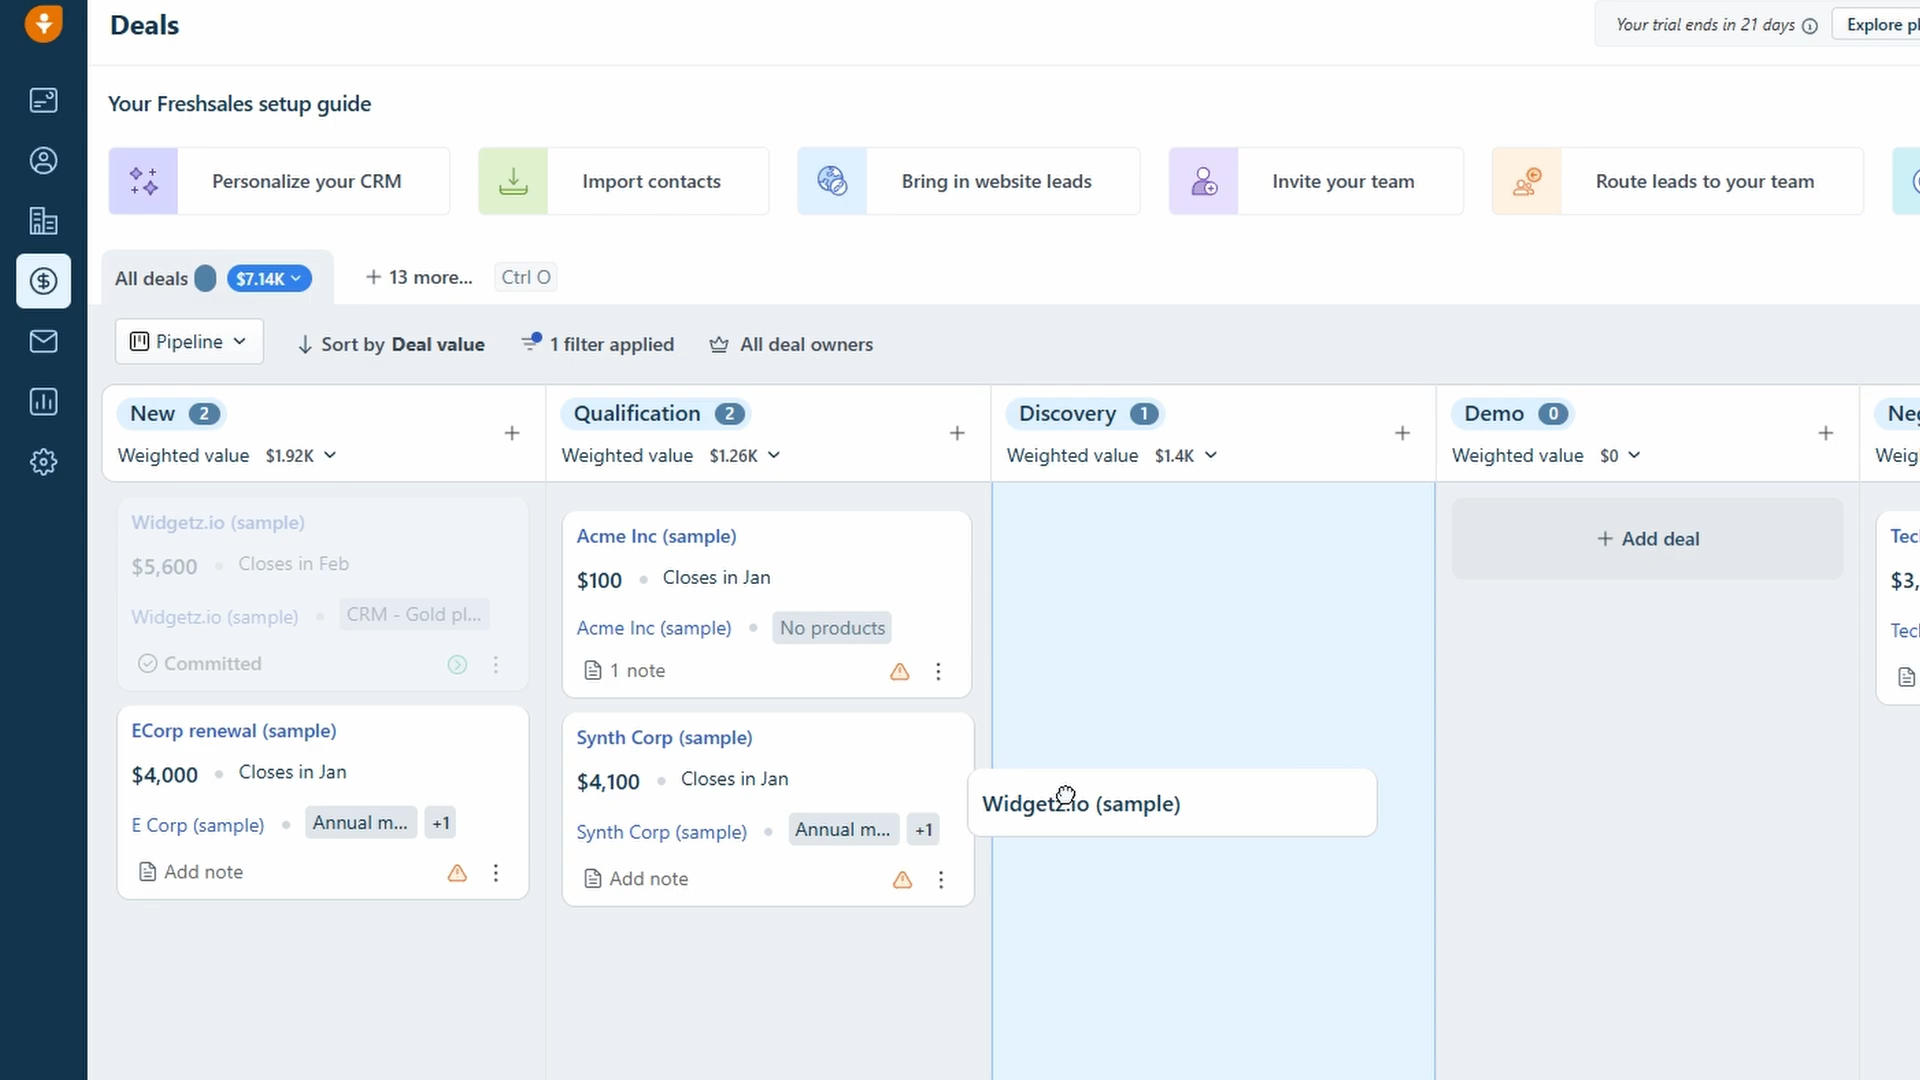 Deals
Your trial ends in 21 days
Explore pl
Your Freshsales setup guide
Personalize your CRM
Import contacts
Bring in website leads
Invite your team
Route leads to your team
All deals $7.14K
+ 13 more...
Ctrl O
Pipeline
Sort by Deal value
1 filter applied
All deal owners
New 2
Weighted value $1.92K
Qualification 2
Weighted value $1.26K
Discovery 1
Weighted value $1.4K
Demo 0
Weighted value $0
Neg
Weig
Widgetz.io (sample)
$5,600 • Closes in Feb
Widgetz.io (sample) • CRM - Gold pl...
Committed
ECorp renewal (sample)
$4,000 • Closes in Jan
E Corp (sample) • Annual m... +1
Add note
Acme Inc (sample)
$100 • Closes in Jan
Acme Inc (sample) • No products
1 note
Synth Corp (sample)
$4,100 • Closes in Jan
Synth Corp (sample) • Annual m... +1
Add note
Widgetz.io (sample)
+ Add deal
Tecl
$3,
Tecl